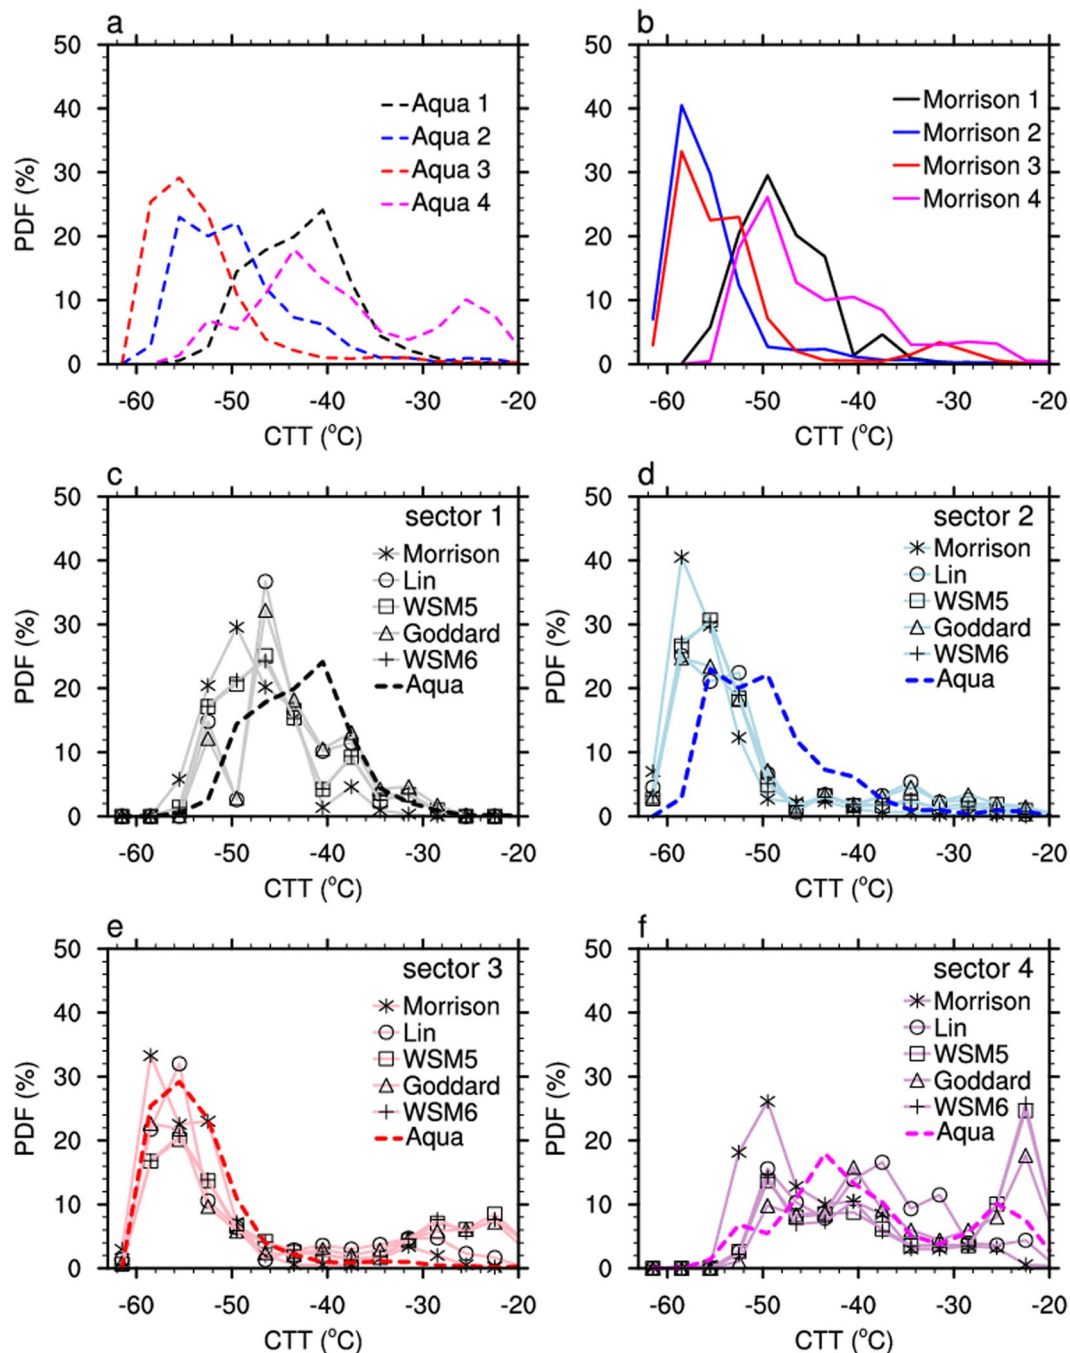 a
50
40
30
20
10
0
PDF (%)
Aqua 1
Aqua 2
Aqua 3
Aqua 4
-60 -50 -40 -30 -20
CTT (°C)
b
50
40
30
20
10
0
Morrison 1
Morrison 2
Morrison 3
Morrison 4
-60 -50 -40 -30 -20
CTT (°C)
c
50
40
30
20
10
0
PDF (%)
sector 1
Morrison
Lin
WSM5
Goddard
WSM6
Aqua
-60 -50 -40 -30 -20
CTT (°C)
d
50
40
30
20
10
0
PDF (%)
sector 2
Morrison
Lin
WSM5
Goddard
WSM6
Aqua
-60 -50 -40 -30 -20
CTT (°C)
e
50
40
30
20
10
0
PDF (%)
sector 3
Morrison
Lin
WSM5
Goddard
WSM6
Aqua
-60 -50 -40 -30 -20
CTT (°C)
f
50
40
30
20
10
0
PDF (%)
sector 4
Morrison
Lin
WSM5
Goddard
WSM6
Aqua
-60 -50 -40 -30 -20
CTT (°C)